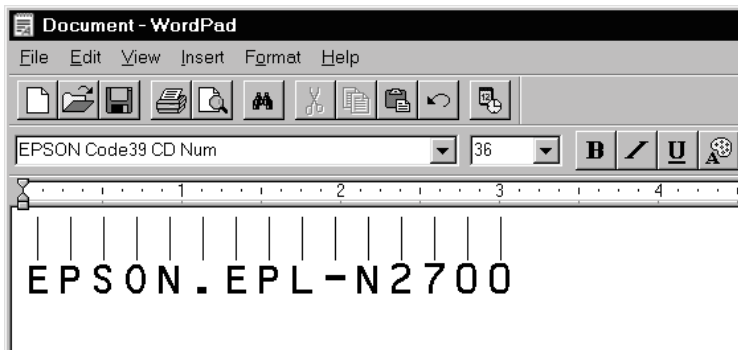 Document - WordPad
File Edit View Insert Format Help
EPSON Code39 CD Num 36 B I U A
1 2 3 4
EPSON.EPL-N2700